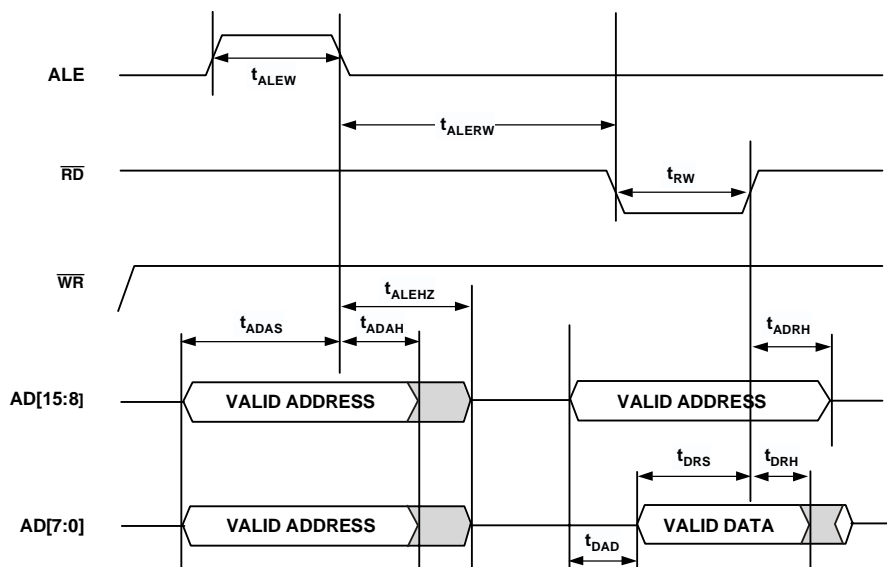 ALE
tALEW
tALERW
RD
tRW
WR
tALEHZ
tADAS
tADAH
tADRH
AD[15:8]
VALID ADDRESS
VALID ADDRESS
tDRS
tDRH
AD[7:0]
VALID ADDRESS
VALID DATA
tDAD